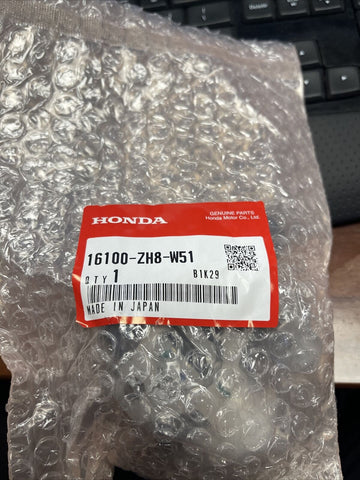 HONDA
GENUINE PARTS
Honda Motor Co., Ltd.
16100-ZH8-W51
QTY 1
B1K29
MADE IN JAPAN